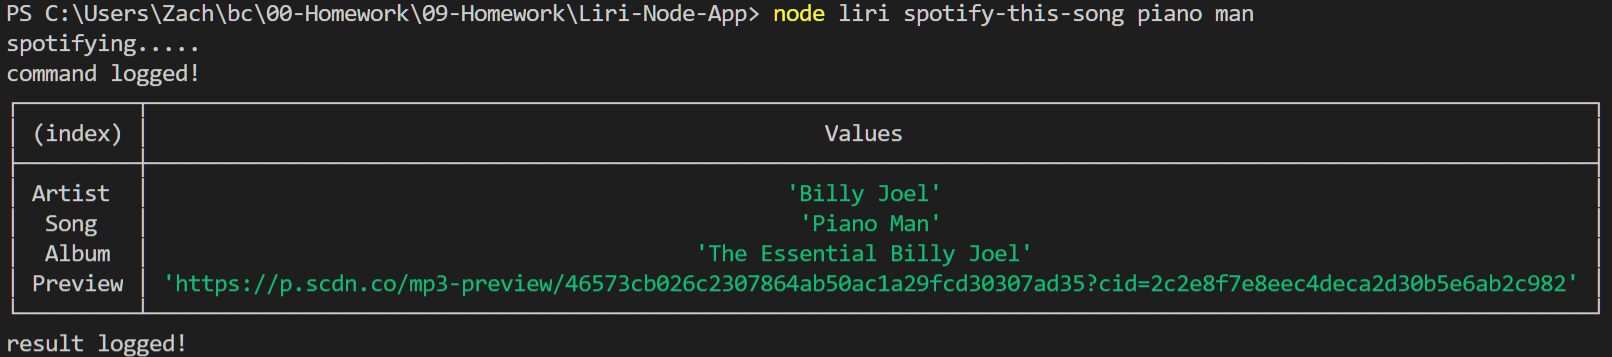 PS C:\Users\Zach\bc\00-Homework\09-Homework\Liri-Node-App> node liri spotify-this-song piano man
spotifying.....
command logged!
(index) Values
Artist 'Billy Joel'
Song 'Piano Man'
Album 'The Essential Billy Joel'
Preview 'https://p.scdn.co/mp3-preview/46573cb026c2307864ab50ac1a29fcd30307ad35?cid=2c2e8f7e8eec4deca2d30b5e6ab2c982'
result logged!